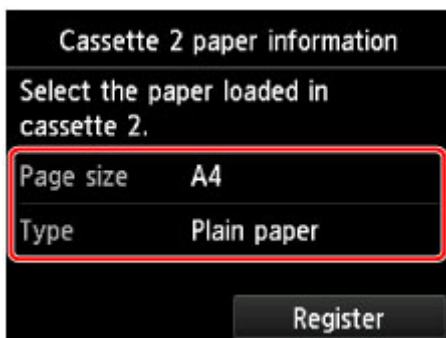 Cassette 2 paper information
Select the paper loaded in
cassette 2.
Page size A4
Type Plain paper
Register